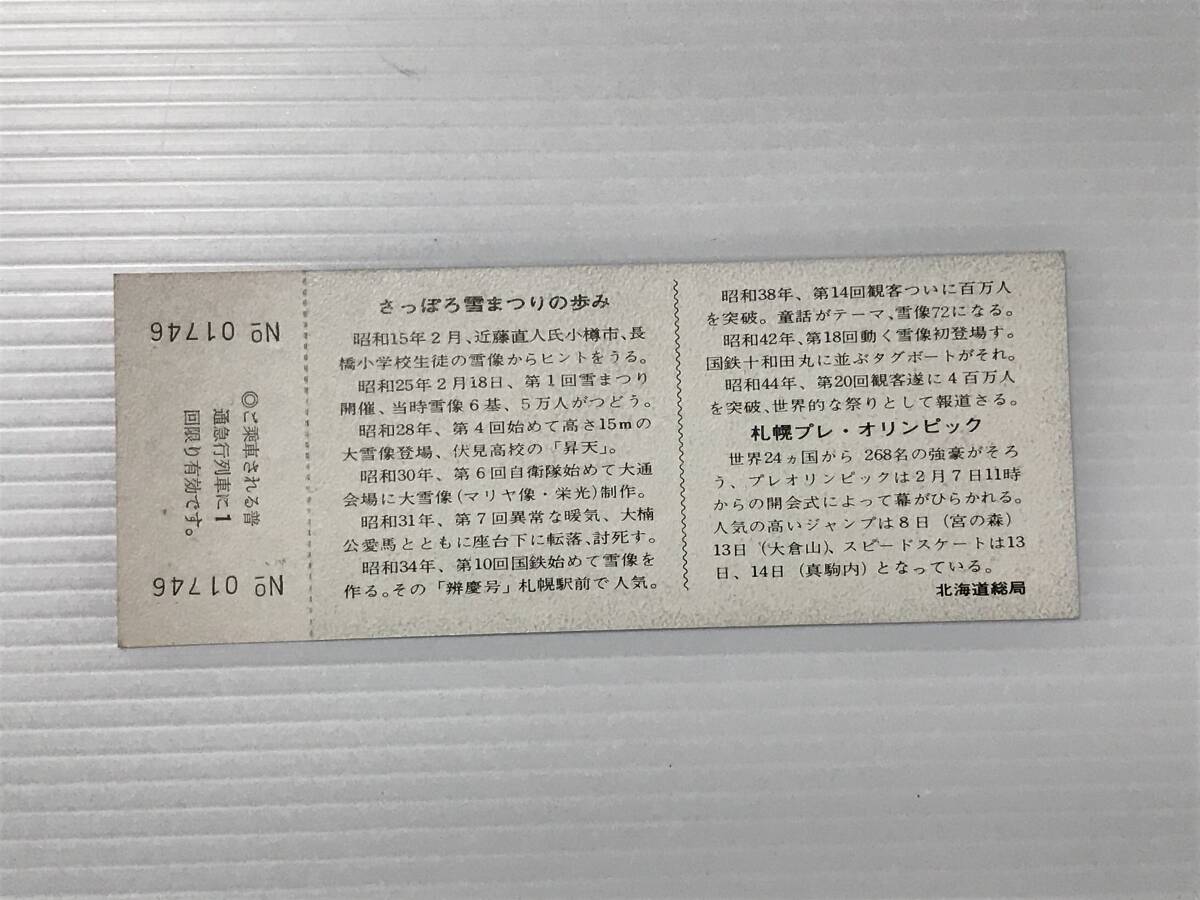 さっぽろ雪まつりの歩み
昭和15年2月、近藤直人氏小樽市、長
橋小学校生徒の雪像からヒントをうる。
昭和25年2月18日、第1回雪まつり
開催、当時雪像6基、5万人がつどう。
昭和28年、第4回始めて高さ15mの
大雪像登場、伏見高校の「昇天」。
昭和30年、第6回自衛隊始めて大通
会場に大雪像(マリヤ像・栄光)制作。
昭和31年、第7回異常な暖気、大楠
公愛馬とともに座台下に転落、討死す。
昭和34年、第10回国鉄始めて雪像を
作る。その「辨慶号」札幌駅前で人気。
昭和38年、第14回観客ついに百万人
を突破。童話がテーマ、雪像72になる。
昭和42年、第18回動く雪像初登場す。
国鉄十和田丸に並ぶタグボートがそれ。
昭和44年、第20回観客遂に4百万人
を突破、世界的な祭りとして報道さる。
札幌プレ・オリンピック
世界24ヵ国から 268名の強豪がそろ
う、プレオリンピックは2月7日11時
からの開会式によって幕がひらかれる。
人気の高いジャンプは8日(宮の森)
13日(大倉山)、スピードスケートは13
日、14日(真駒内)となっている。
北海道総局
◎ご乗車される普
通急行列車に1
回限り有効です。
№ 01746
№ 01746